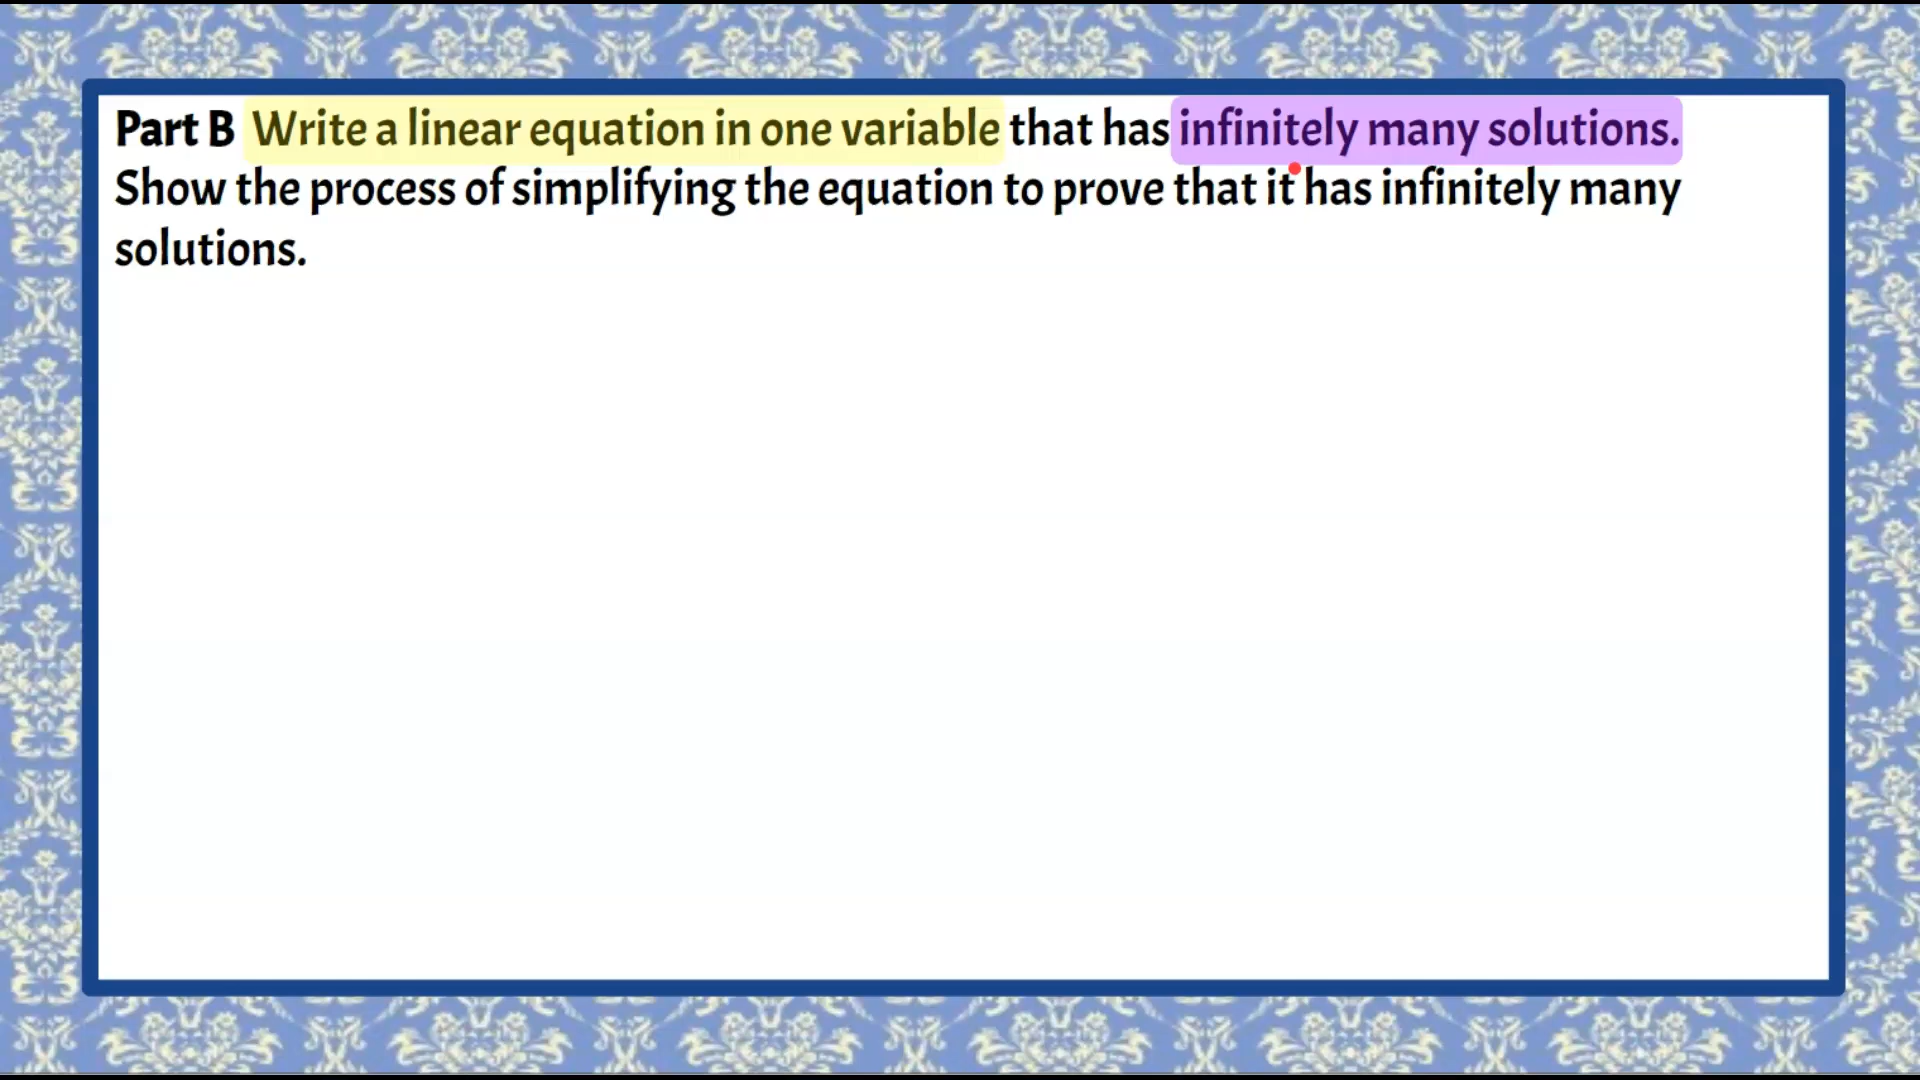 Part B Write a linear equation in one variable that has infinitely many solutions.
Show the process of simplifying the equation to prove that it has infinitely many
solutions.